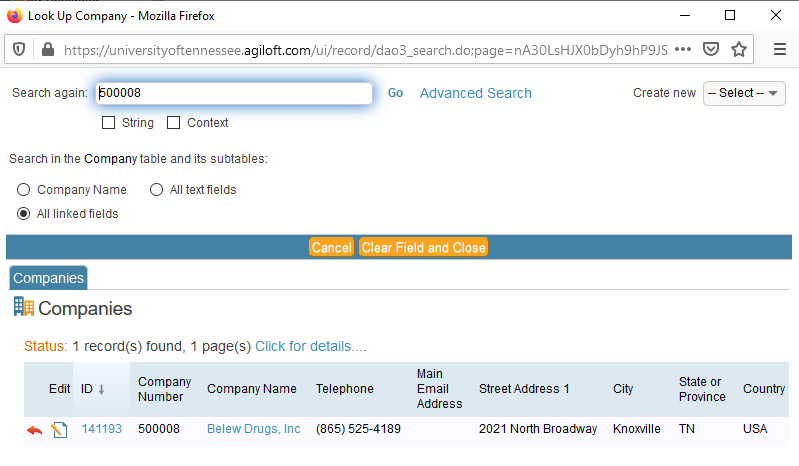 Look Up Company - Mozilla Firefox
https://universityoftennessee.agiloft.com/ui/record/dao3_search.do;page=nA30LsHJX0bDyh9hP9JS
Search again: 500008 Go Advanced Search Create new -- Select --
String Context
Search in the Company table and its subtables:
Company Name All text fields
All linked fields
Cancel Clear Field and Close
Companies
Companies
Status: 1 record(s) found, 1 page(s) Click for details....
Edit ID Company Number Company Name Telephone Main Email Address Street Address 1 City State or Province Country
141193 500008 Belew Drugs, Inc (865) 525-4189 2021 North Broadway Knoxville TN USA